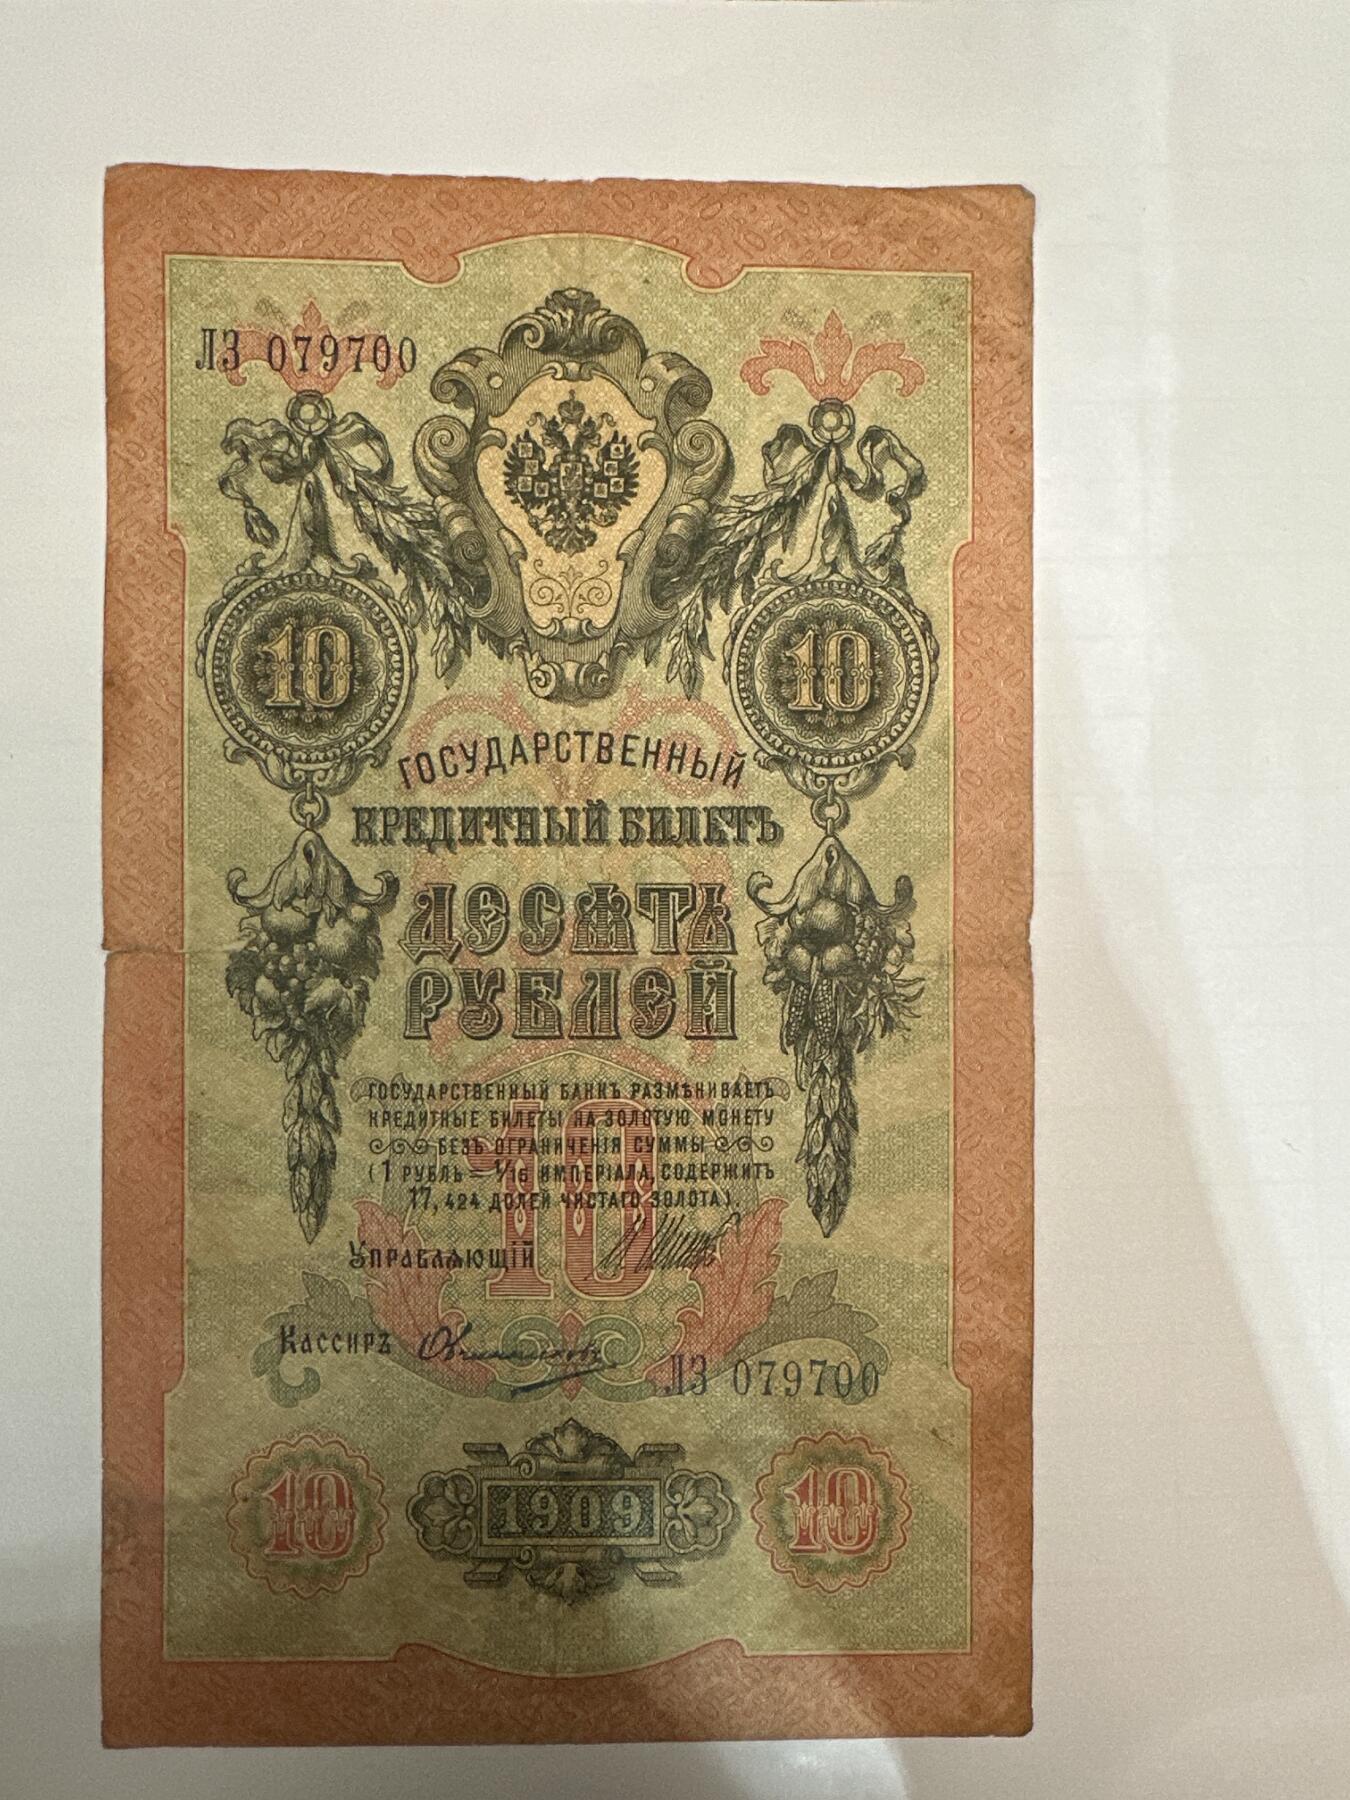 ЛЗ 079700
10 10
ГОСУДАРСТВЕННЫЙ
КРЕДИТНЫЙ БИЛЕТЪ
ДЕСЯТЬ
РУБЛЕЙ
ГОСУДАРСТВЕННЫЙ БАНКЪ РАЗМѢНИВАЕТЪ
КРЕДИТНЫЕ БИЛЕТЫ НА ЗОЛОТУЮ МОНЕТУ
БЕЗЪ ОГРАНИЧЕНІЯ СУММЫ
(1 РУБЛЬ = 1/15 ИМПЕРІАЛА, СОДЕРЖИТЪ
17,424 ДОЛЕЙ ЧИСТАГО ЗОЛОТА).
10
УПРАВЛЯЮЩІЙ
КАССИРЪ
ЛЗ 079700
10 1909 10